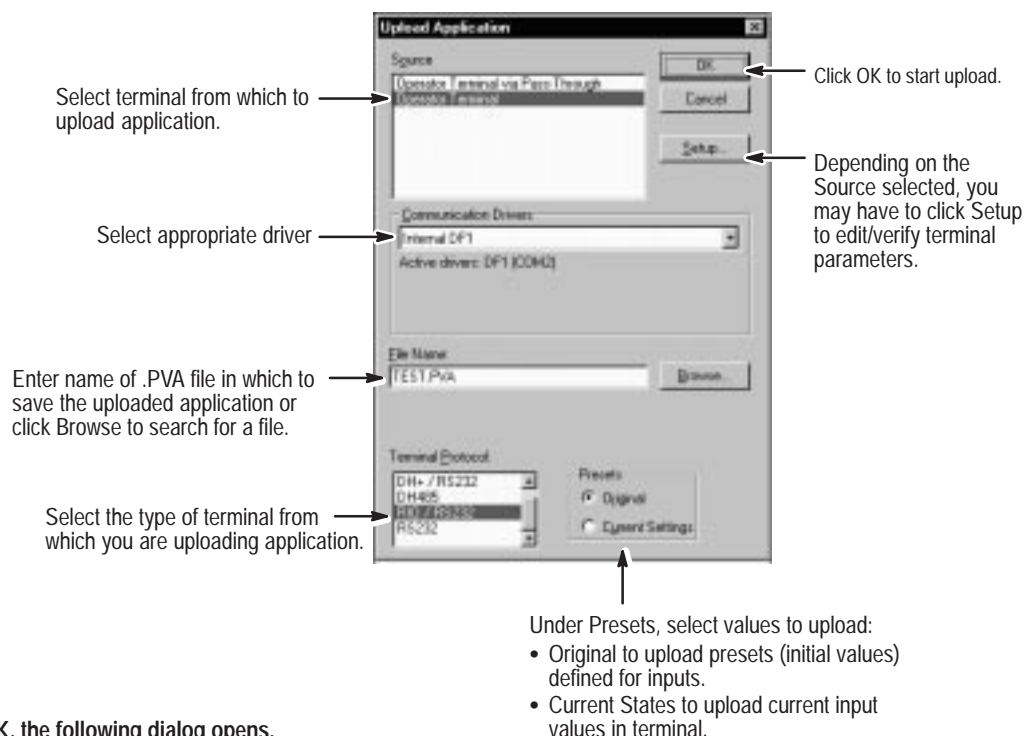 Upload Application
Source
OK
Click OK to start upload.
Operator Terminal via Pass Through
Operator Terminal
Cancel
Select terminal from which to
upload application.
Setup...
Depending on the
Source selected, you
may have to click Setup
to edit/verify terminal
parameters.
Communication Drivers
Select appropriate driver
Internal DF1
Active drivers: DF1 (COM2)
File Name:
Enter name of .PVA file in which to
save the uploaded application or
click Browse to search for a file.
TEST.PVA
Browse...
Terminal Protocol:
DH+ / RS232
DH485
RIO / RS232
RS232
Presets
Original
Current Settings
Select the type of terminal from
which you are uploading application.
Under Presets, select values to upload:
• Original to upload presets (initial values)
defined for inputs.
• Current States to upload current input
values in terminal.
K, the following dialog opens.